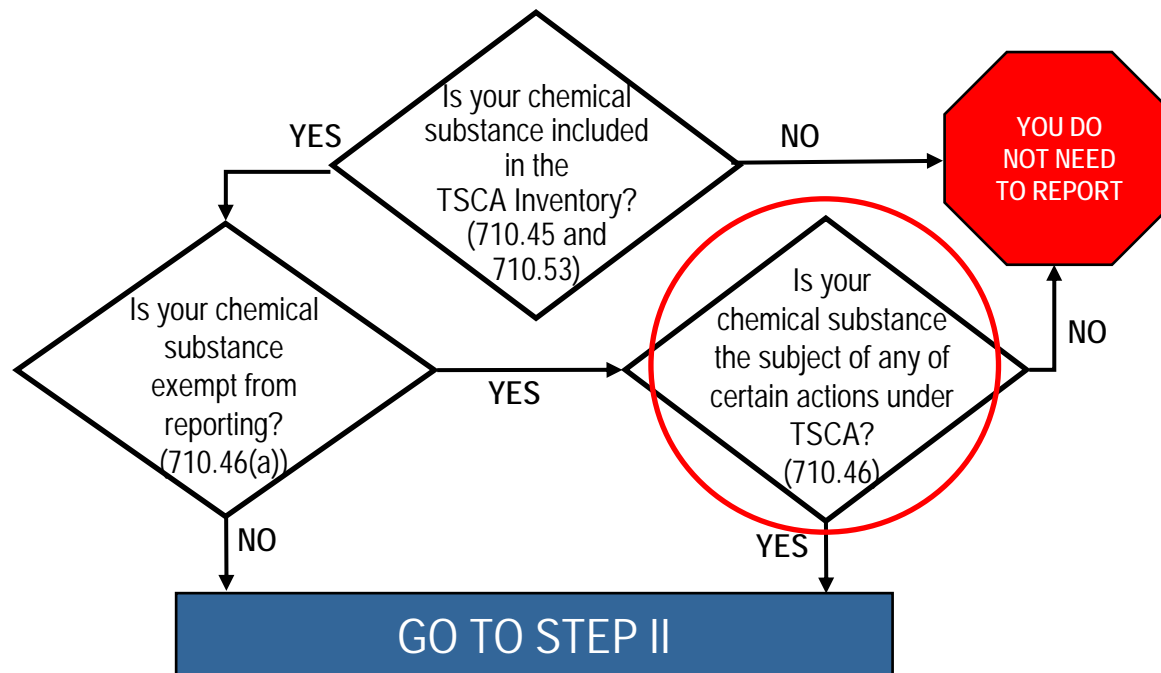 Is your chemical
substance included
in the
TSCA Inventory?
(710.45 and
710.53)
YES
NO
YOU DO
NOT NEED
TO REPORT
Is your chemical
substance
exempt from
reporting?
(710.46(a))
YES
NO
Is your
chemical substance
the subject of any of
certain actions under
TSCA?
(710.46)
NO
YES
GO TO STEP II